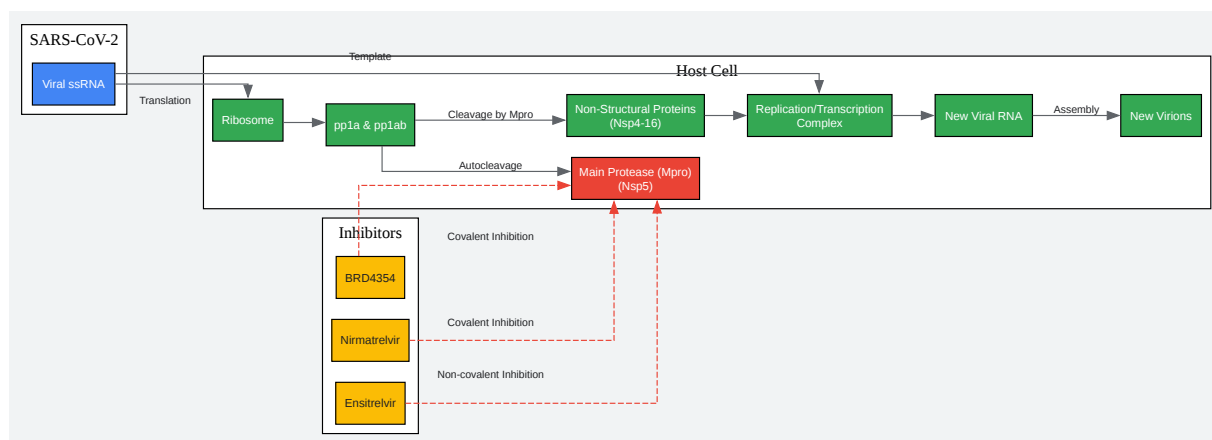 SARS-CoV-2
Viral ssRNA
Template
Translation
Host Cell
Ribosome
pp1a & pp1ab
Cleavage by Mpro
Non-Structural Proteins
(Nsp4-16)
Replication/Transcription
Complex
New Viral RNA
Assembly
New Virions
Autocleavage
Main Protease (Mpro)
(Nsp5)
Inhibitors
Covalent Inhibition
BRD4354
Covalent Inhibition
Nirmatrelvir
Non-covalent Inhibition
Ensitrelvir